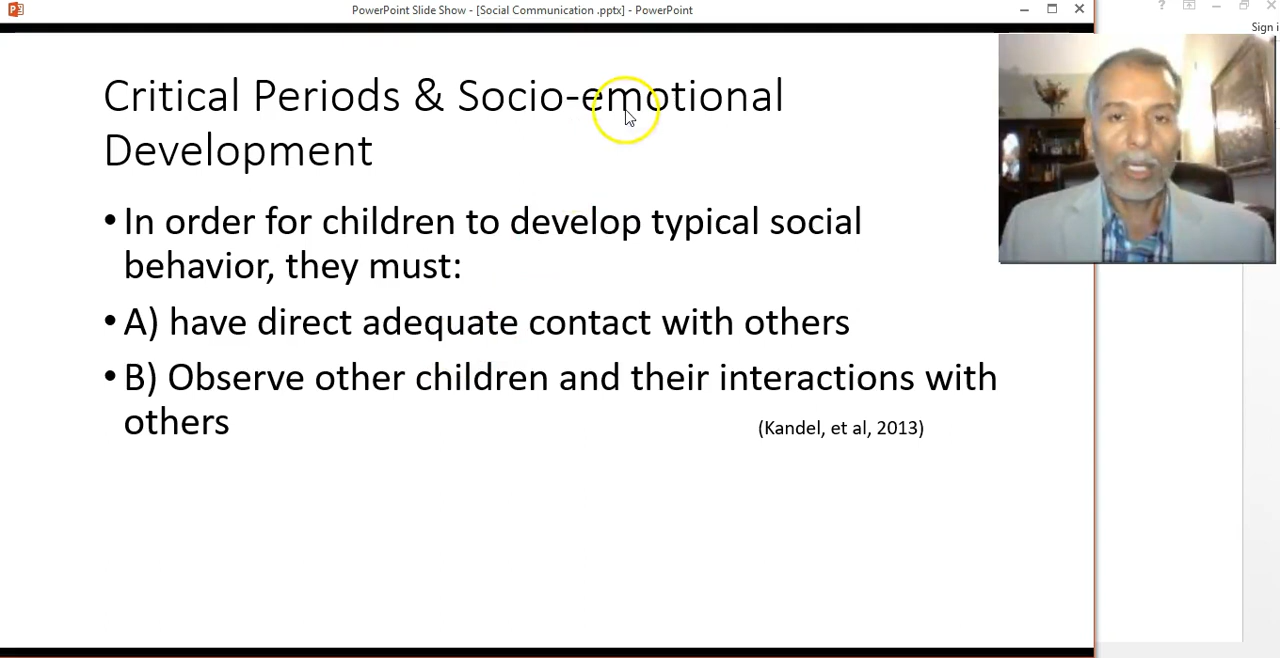 PowerPoint Slide Show - [Social Communication .pptx] - PowerPoint
Sign i
Critical Periods & Socio-emotional
Development
• In order for children to develop typical social
behavior, they must:
• A) have direct adequate contact with others
• B) Observe other children and their interactions with
others
(Kandel, et al, 2013)